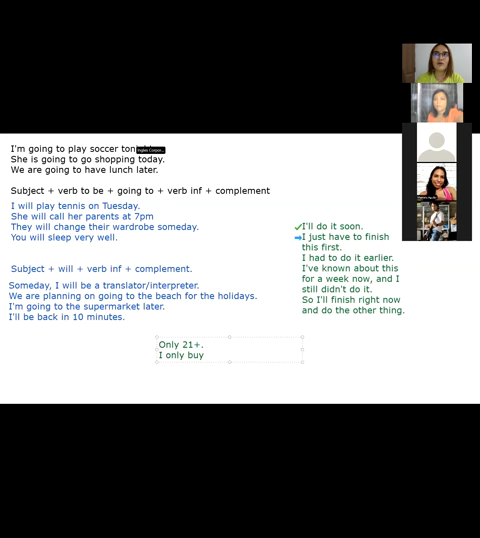 I'm going to play soccer
She is going to go shopping today.
We are going to have lunch later.
Subject + verb to be + going to + verb inf + complement
I will play tennis on Tuesday.
She will call her parents at 7pm
They will change their wardrobe someday.
You will sleep very well.
Subject + will + verb inf + complement.
Someday, I will be a translator/interpreter.
We are planning on going to the beach for the holidays.
I'm going to the supermarket later.
I'll be back in 10 minutes.
I'll do it soon.
I just have to finish
this first.
I had to do it earlier.
I've known about this
for a week now, and I
still didn't do it.
So I'll finish right now
and do the other thing.
Only 21+.
I only buy